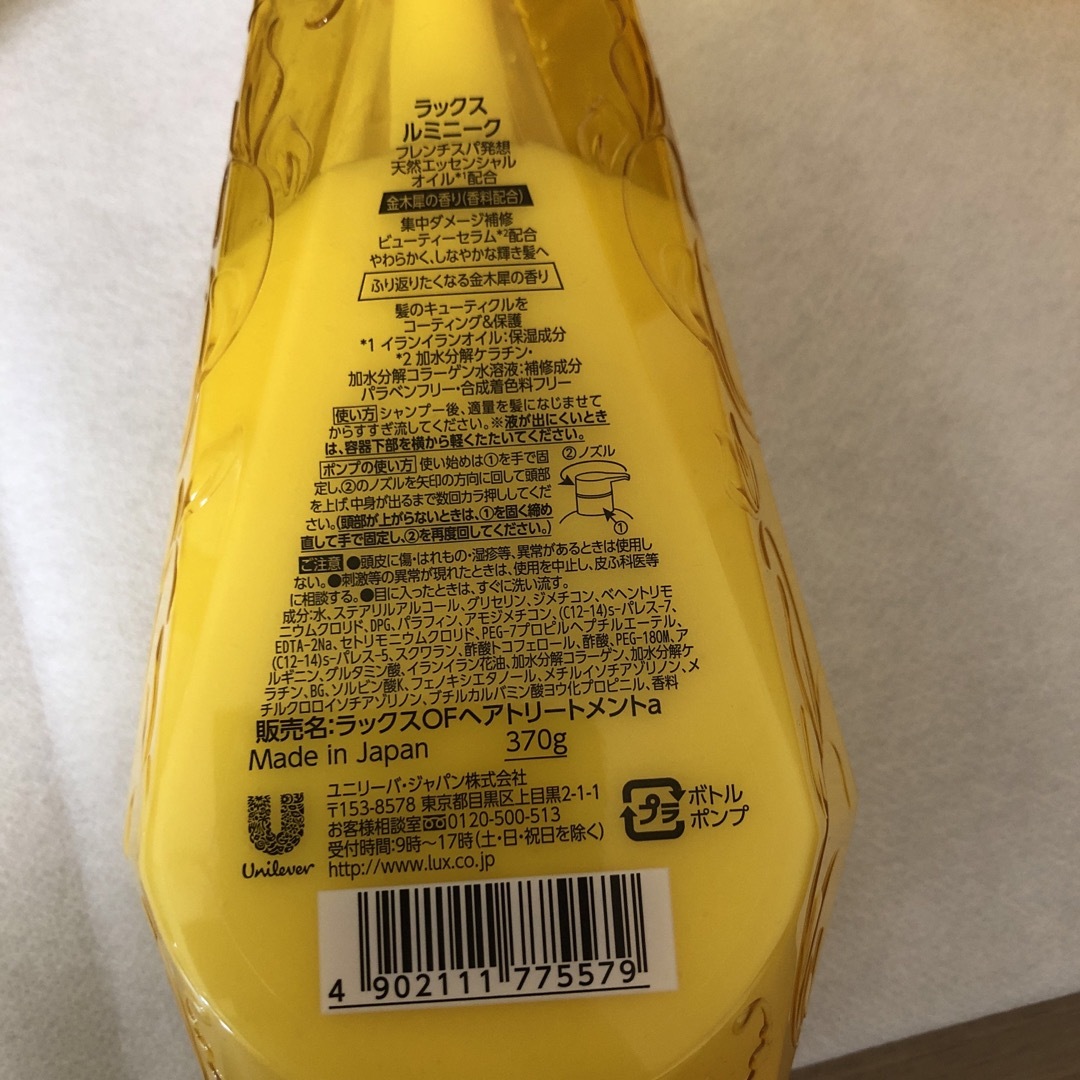 ラックス
ルミニーク
フレンチスパ発想
天然エッセンシャル
オイル*1配合
金木犀の香り(香料配合)
集中ダメージ補修
ビューティーセラム*2配合
やわらかく、しなやかな輝き髪へ
ふり返りたくなる金木犀の香り
髪のキューティクルを
コーティング&保護
*1 イランイランオイル:保湿成分
*2 加水分解ケラチン・
加水分解コラーゲン水溶液:補修成分
パラベンフリー・合成着色料フリー
使い方 シャンプー後、適量を髪になじませて
からすすぎ流してください。※液が出にくいとき
は、容器下部を横から軽くたたいてください。
ポンプの使い方 使い始めは①を手で固
定し、②のノズルを矢印の方向に回して頭部
を上げ、中身が出るまで数回カラ押ししてくだ
さい。(頭部が上がらないときは、①を固く締め
直して手で固定し、②を再度回してください。)
②ノズル
①
ご注意 ●頭皮に傷・はれもの・湿疹等、異常があるときは使用し
ない。●刺激等の異常が現れたときは、使用を中止し、皮ふ科医等
に相談する。●目に入ったときは、すぐに洗い流す。
成分:水、ステアリルアルコール、グリセリン、ジメチコン、ベヘントリモ
ニウムクロリド、DPG、パラフィン、アモジメチコン、(C12-14)s-パレス-7、
EDTA-2Na、セトリモニウムクロリド、PEG-7プロピルヘプチルエーテル、
(C12-14)s-パレス-5、スクワラン、酢酸トコフェロール、酢酸、PEG-180M、ア
ルギニン、グルタミン酸、イランイラン花油、加水分解コラーゲン、加水分解ケ
ラチン、BG、ソルビン酸K、フェノキシエタノール、メチルイソチアゾリノン、メ
チルクロロイソチアゾリノン、ブチルカルバミン酸ヨウ化プロピニル、香料
販売名:ラックスOFヘアトリートメントa
Made in Japan 370g
ユニリーバ・ジャパン株式会社
〒153-8578 東京都目黒区上目黒2-1-1
お客様相談室 0120-500-513
受付時間:9時〜17時(土・日・祝日を除く)
http://www.lux.co.jp
Unilever
プラ
ボトル
ポンプ
4 902111 775579